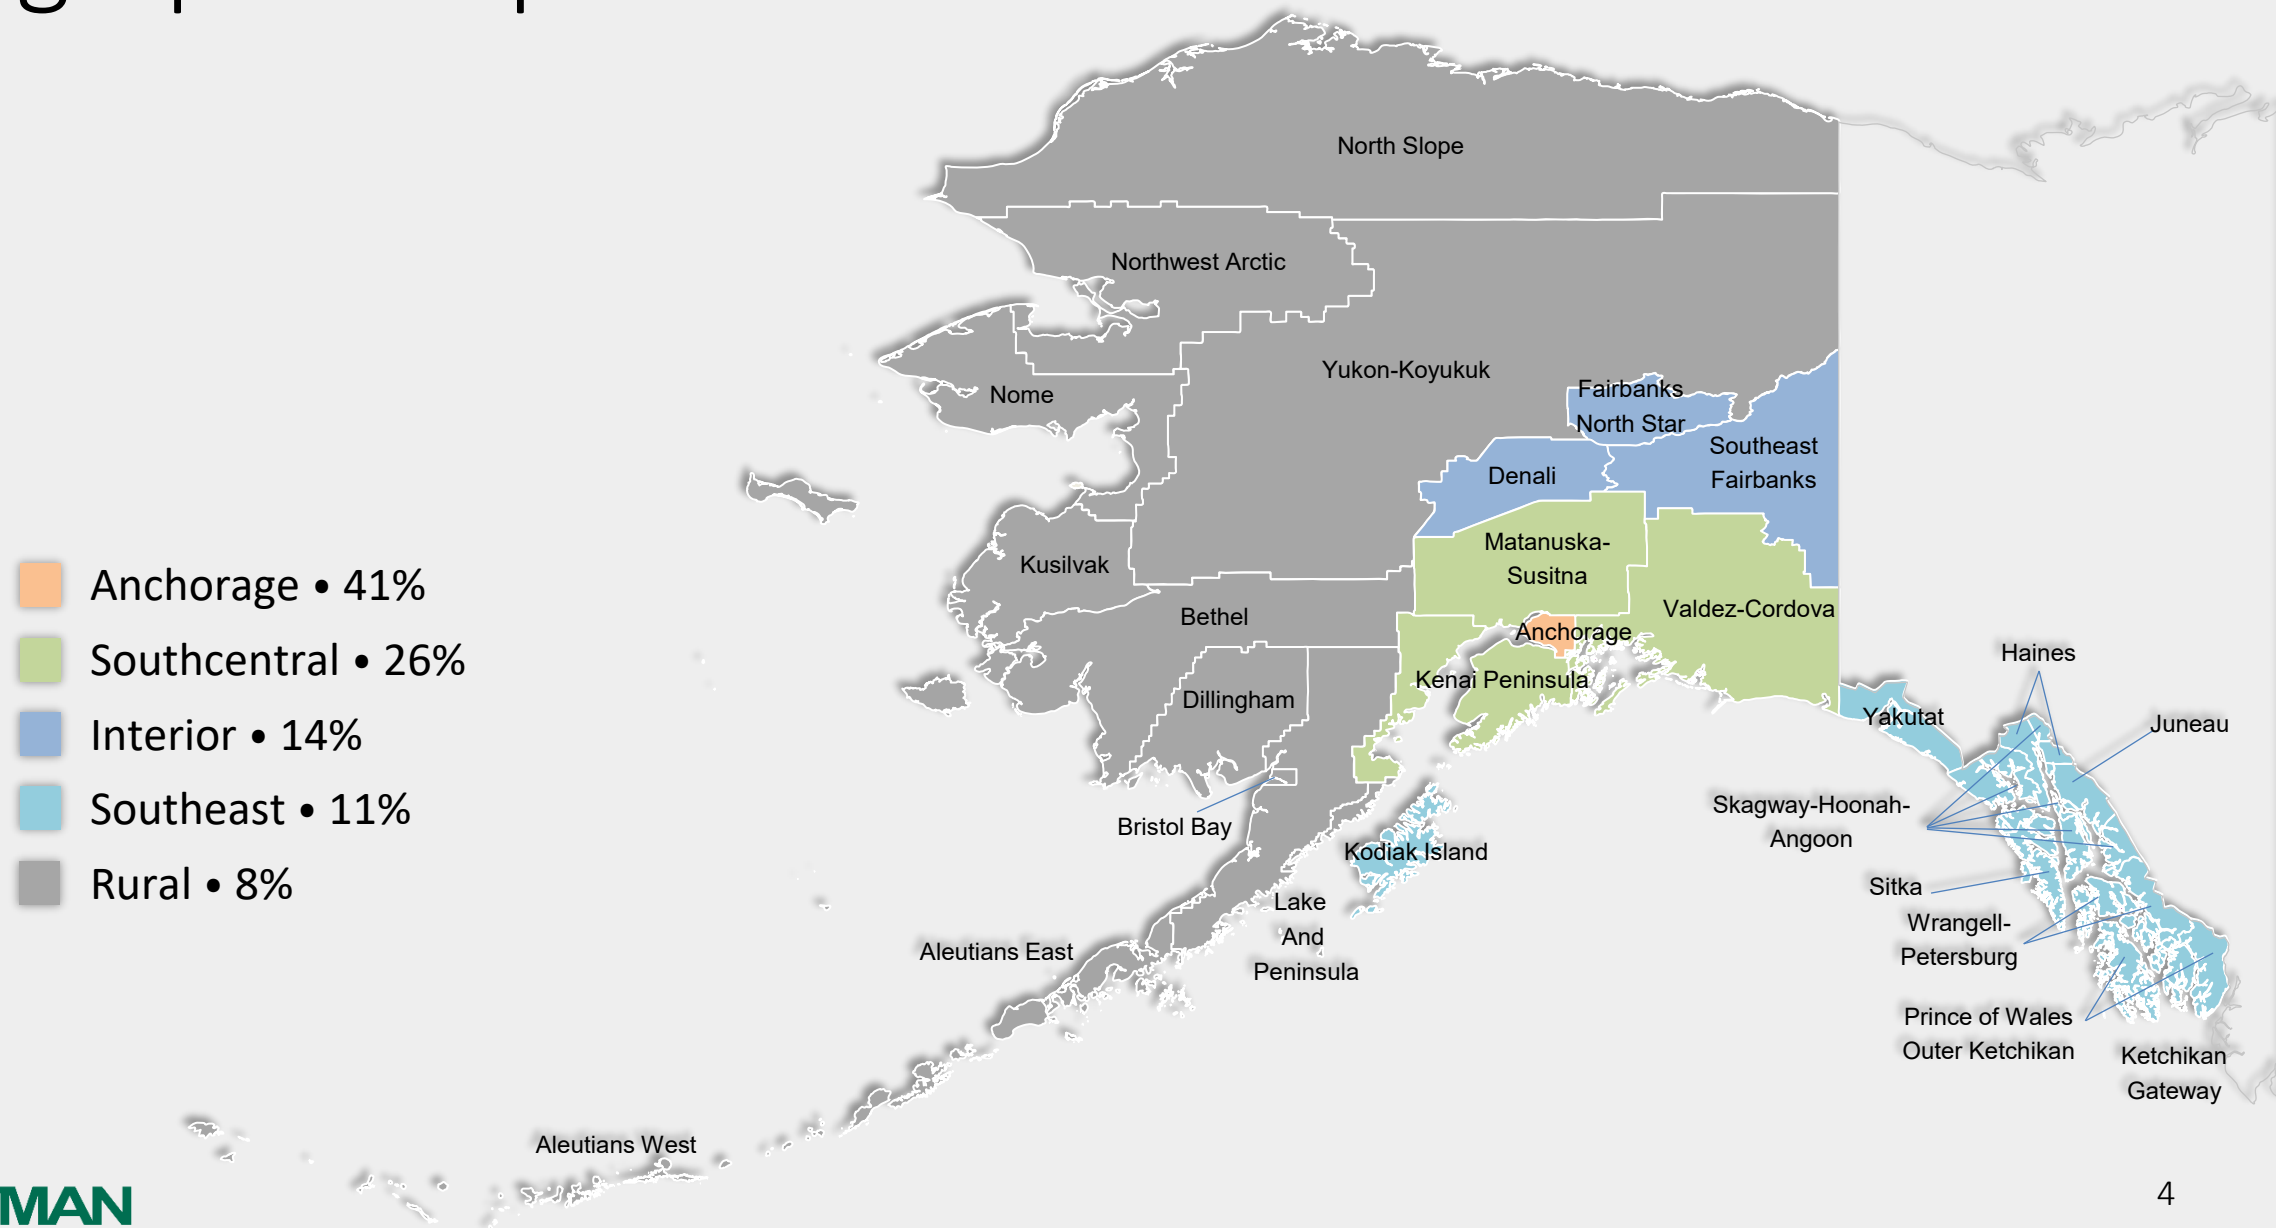 North Slope
Northwest Arctic
Yukon-Koyukuk
Nome
Fairbanks
North Star
Southeast
Fairbanks
Denali
Matanuska-
Susitna
Kusilvak
Anchorage • 41%
Southcentral • 26%
Interior • 14%
Southeast • 11%
Rural • 8%
Bethel
Valdez-Cordova
Anchorage
Kenai Peninsula
Dillingham
Haines
Yakutat
Juneau
Bristol Bay
Skagway-Hoonah-
Angoon
Kodiak Island
Sitka
Lake
And
Peninsula
Wrangell-
Petersburg
Aleutians East
Prince of Wales
Outer Ketchikan
Ketchikan
Gateway
Aleutians West
MAN
4